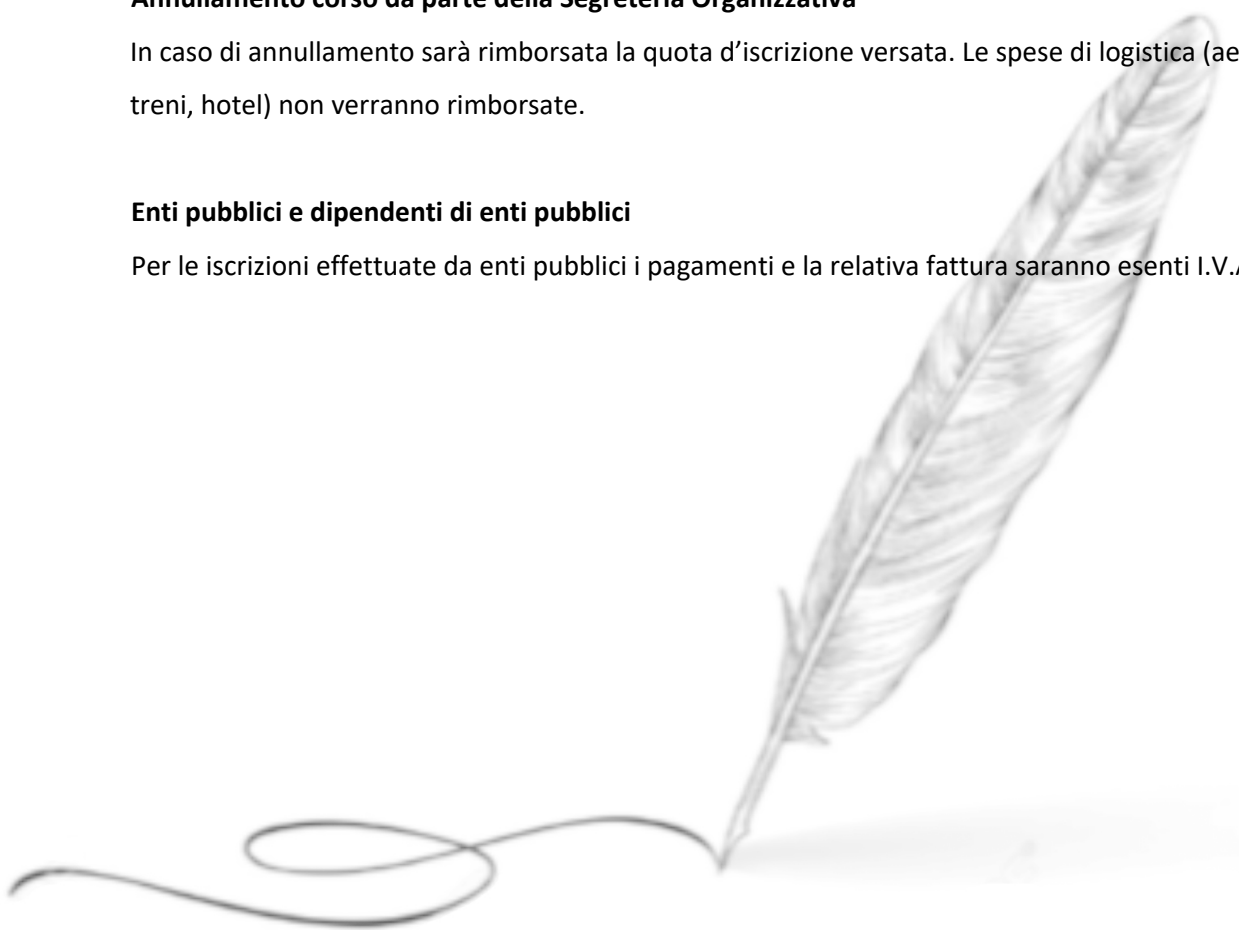 Annullamento corso da parte della Segreteria Organizzativa
In caso di annullamento sarà rimborsata la quota d’iscrizione versata. Le spese di logistica (ae
treni, hotel) non verranno rimborsate.
Enti pubblici e dipendenti di enti pubblici
Per le iscrizioni effettuate da enti pubblici i pagamenti e la relativa fattura saranno esenti I.V.A